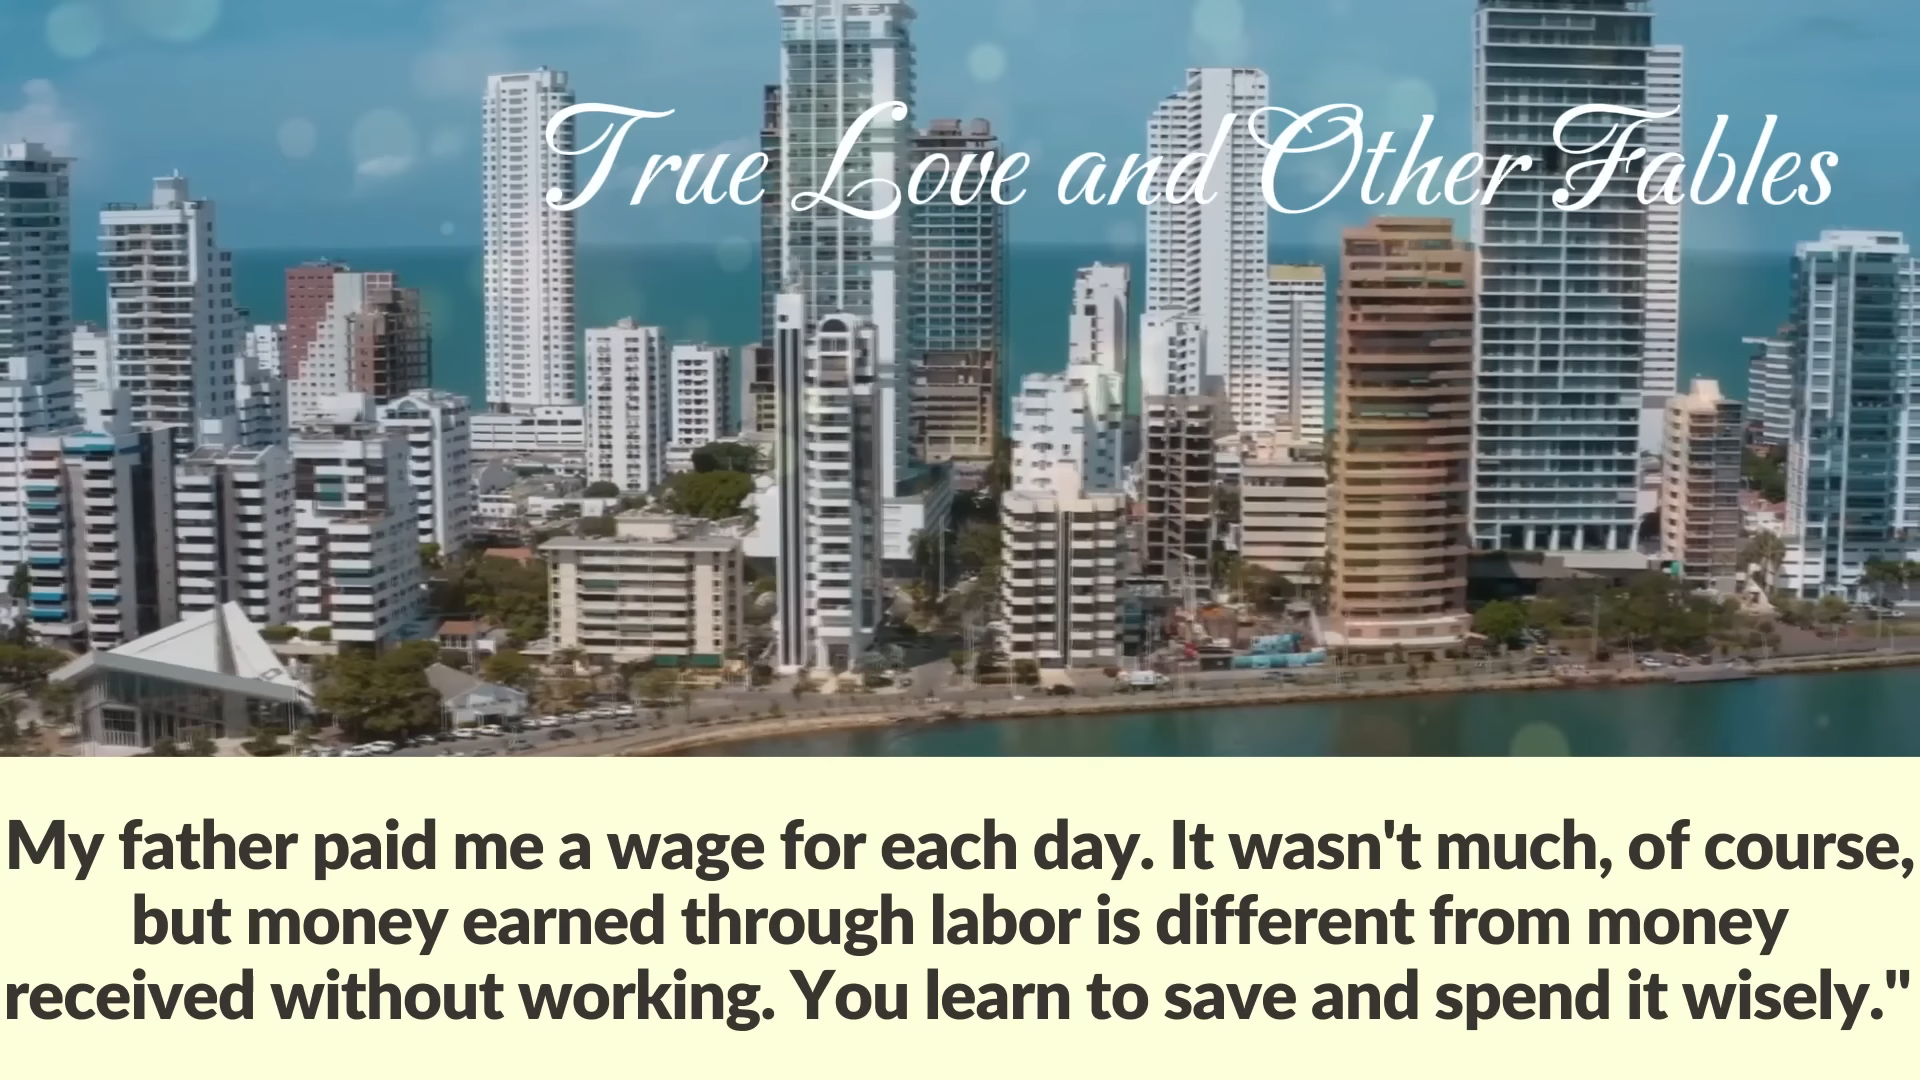 True Love and Other Fables
My father paid me a wage for each day. It wasn't much, of course,
but money earned through labor is different from money
received without working. You learn to save and spend it wisely."